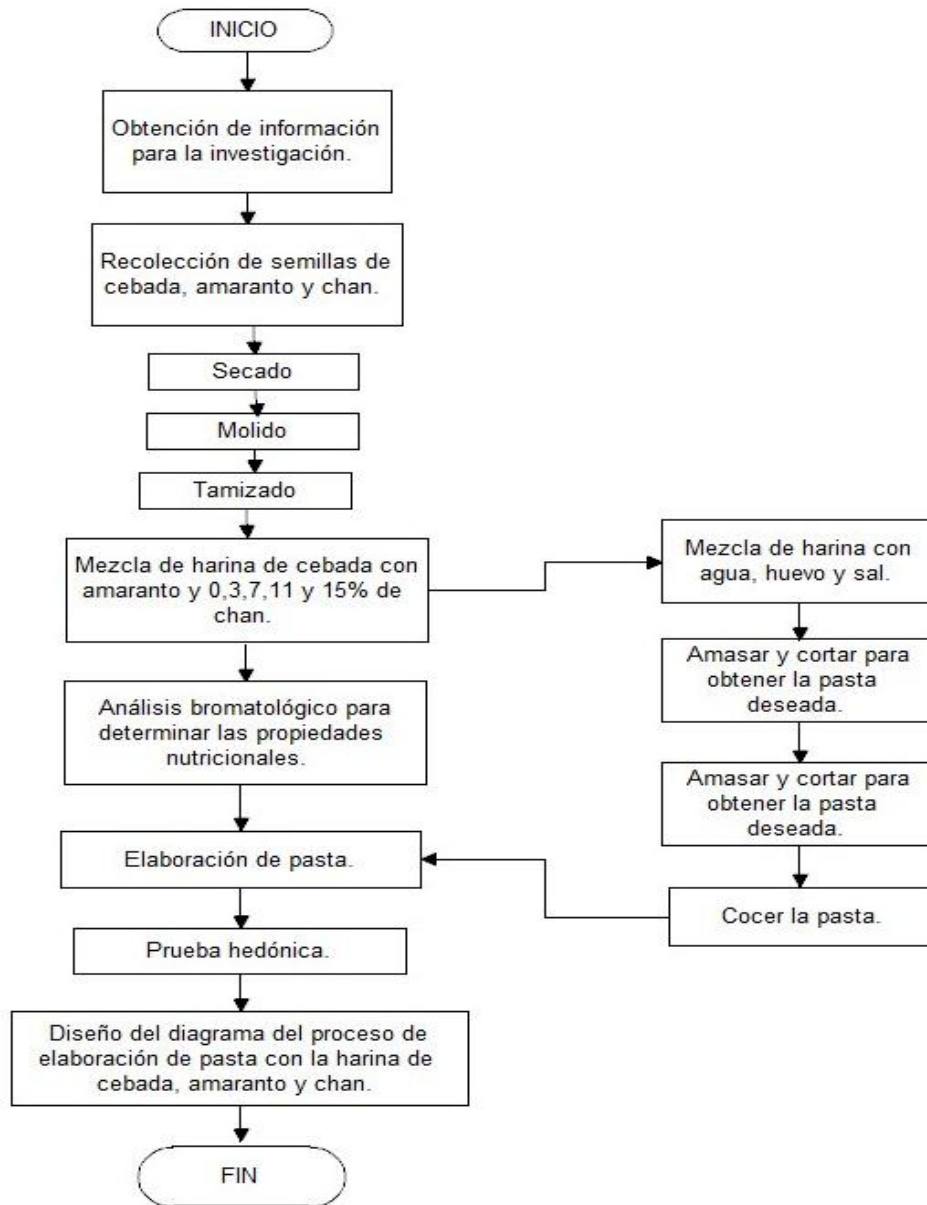 INICIO
Obtención de información
para la investigación.
Recolección de semillas de
cebada, amaranto y chan.
Secado
Molido
Tamizado
Mezcla de harina de cebada con
amaranto y 0,3,7,11 y 15% de
chan.
Análisis bromatológico para
determinar las propiedades
nutricionales.
Elaboración de pasta.
Prueba hedónica.
Diseño del diagrama del proceso de
elaboración de pasta con la harina de
cebada, amaranto y chan.
FIN
Mezcla de harina con
agua, huevo y sal.
Amasar y cortar para
obtener la pasta
deseada.
Amasar y cortar para
obtener la pasta
deseada.
Cocer la pasta.